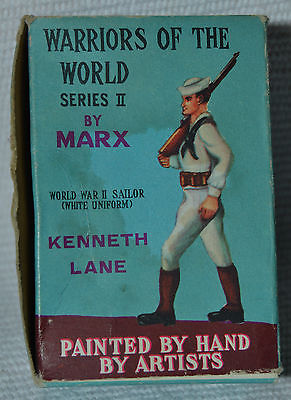 WARRIORS OF THE
WORLD
SERIES II
BY
MARX
WORLD WAR II SAILOR
(WHITE UNIFORM)
KENNETH
LANE
PAINTED BY HAND
BY ARTISTS